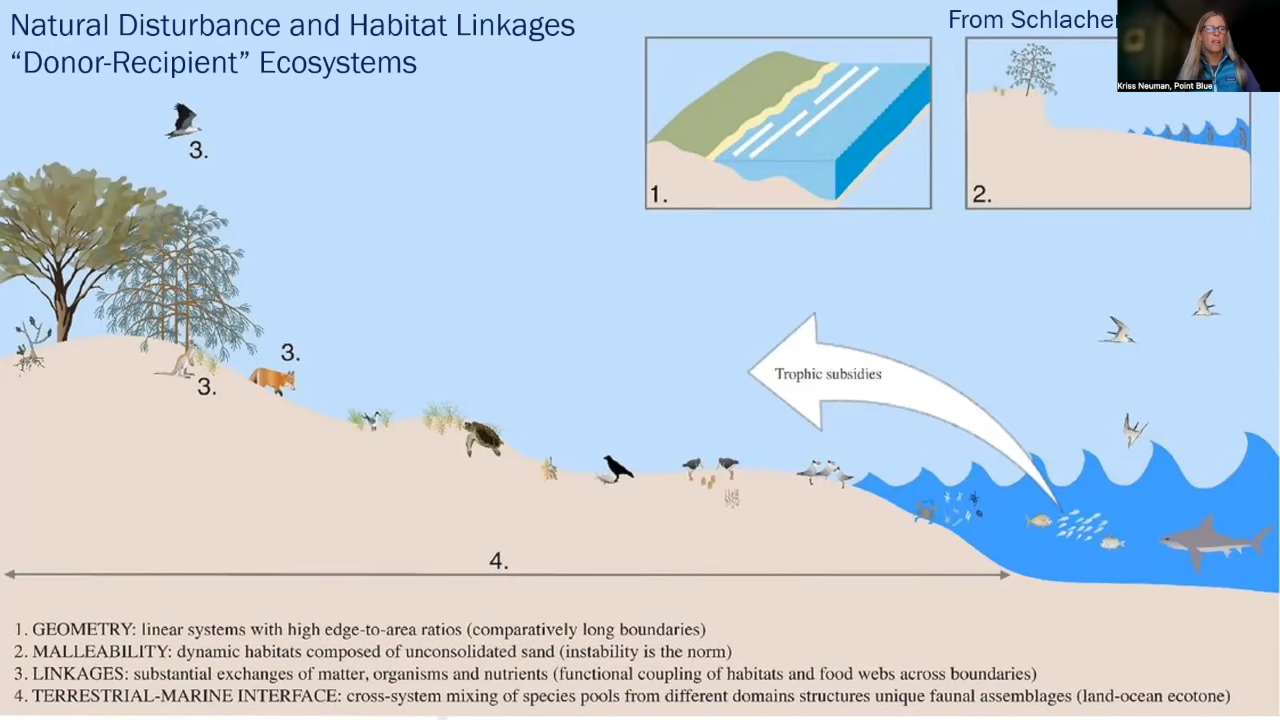 Natural Disturbance and Habitat Linkages
“Donor-Recipient” Ecosystems
From Schlacher
Kriss Neuman, Point Blue
1.
2.
3.
3.
3.
Trophic subsidies
4.
1. GEOMETRY: linear systems with high edge-to-area ratios (comparatively long boundaries)
2. MALLEABILITY: dynamic habitats composed of unconsolidated sand (instability is the norm)
3. LINKAGES: substantial exchanges of matter, organisms and nutrients (functional coupling of habitats and food webs across boundaries)
4. TERRESTRIAL-MARINE INTERFACE: cross-system mixing of species pools from different domains structures unique faunal assemblages (land-ocean ecotone)